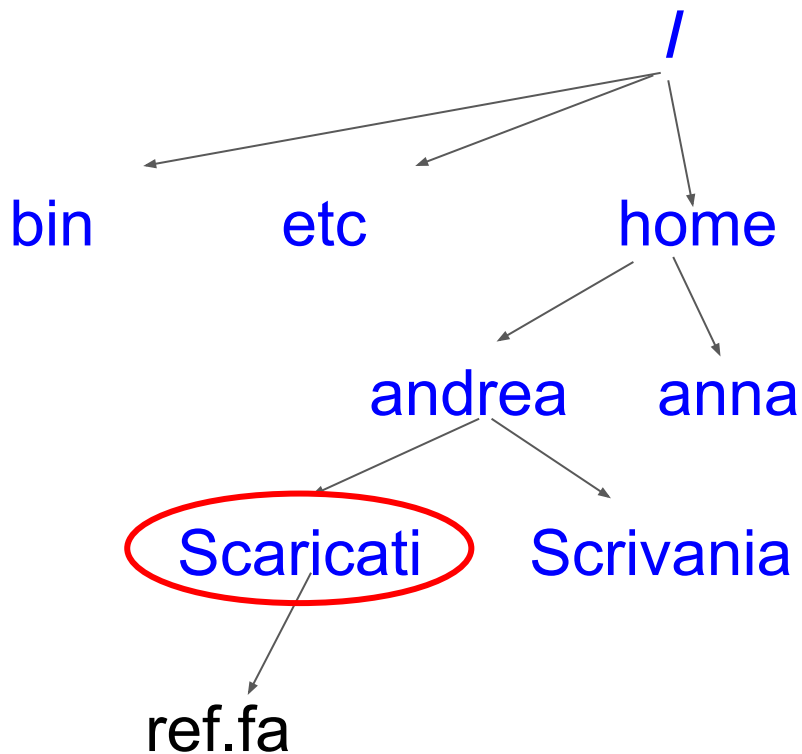 /
bin etc home
andrea anna
Scaricati Scrivania
ref.fa